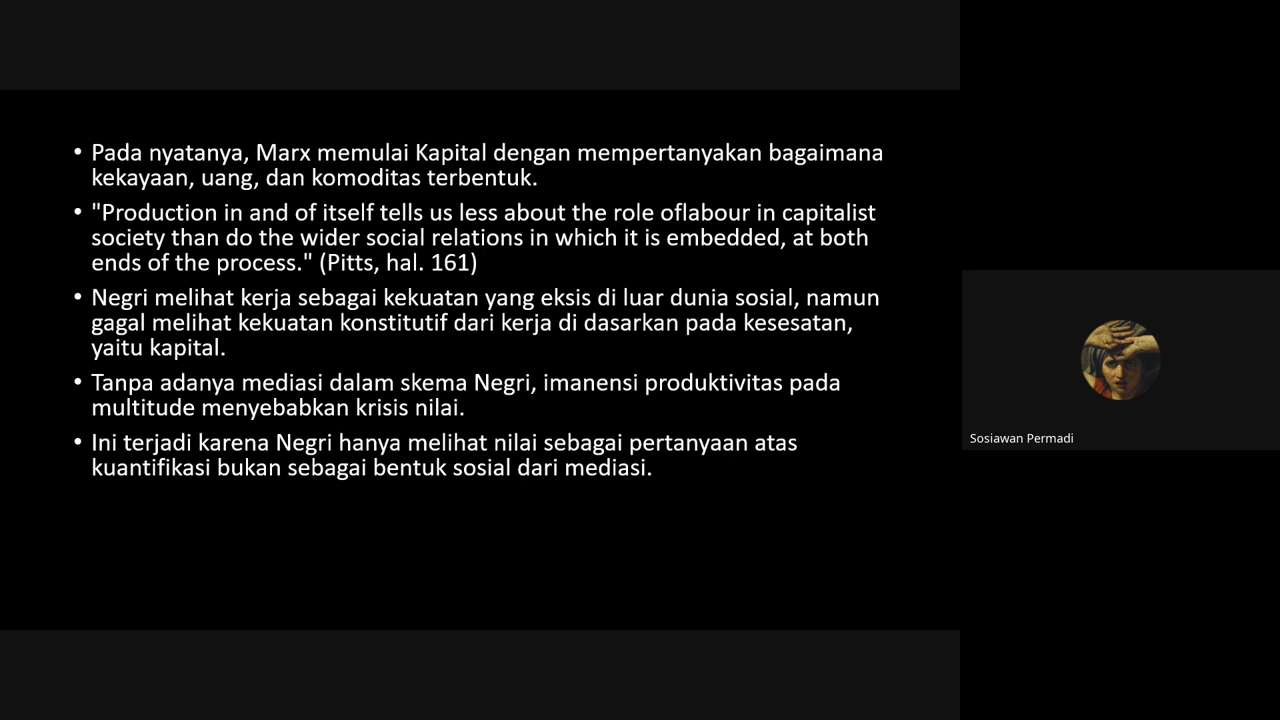 • Pada nyatanya, Marx memulai Kapital dengan mempertanyakan bagaimana
kekayaan, uang, dan komoditas terbentuk.
• "Production in and of itself tells us less about the role oflabour in capitalist
society than do the wider social relations in which it is embedded, at both
ends of the process." (Pitts, hal. 161)
• Negri melihat kerja sebagai kekuatan yang eksis di luar dunia sosial, namun
gagal melihat kekuatan konstitutif dari kerja di dasarkan pada kesesatan,
yaitu kapital.
• Tanpa adanya mediasi dalam skema Negri, imanensi produktivitas pada
multitude menyebabkan krisis nilai.
• Ini terjadi karena Negri hanya melihat nilai sebagai pertanyaan atas
kuantifikasi bukan sebagai bentuk sosial dari mediasi.
Sosiawan Permadi